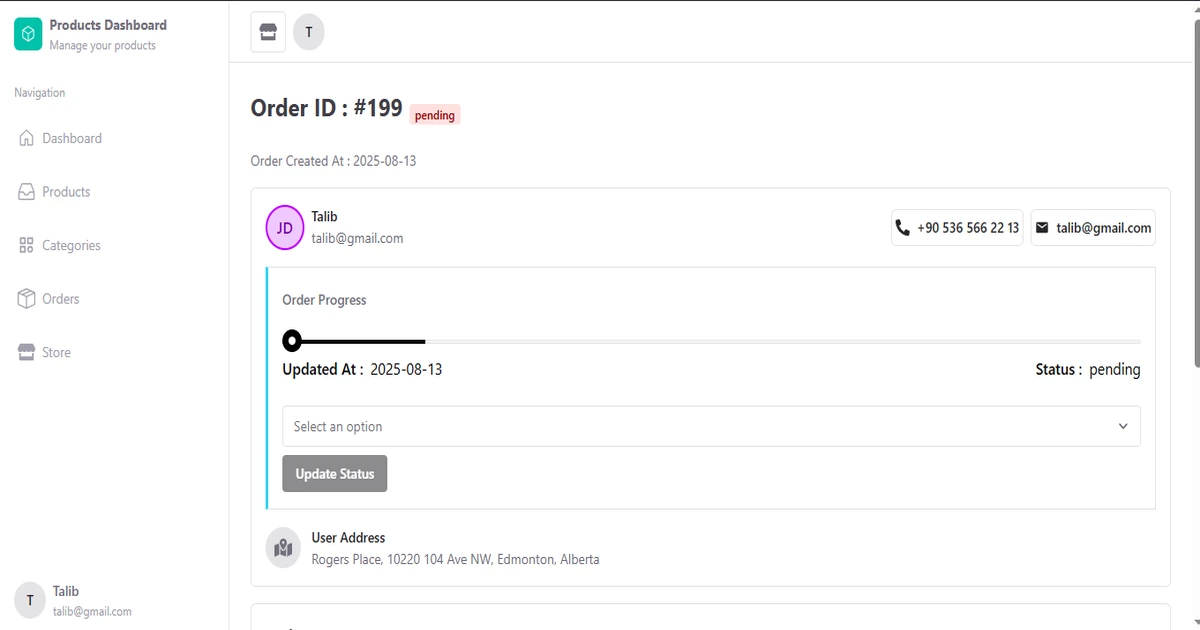 Products Dashboard
Manage your products
Navigation
Dashboard
Products
Categories
Orders
Store
Talib
talib@gmail.com
T
T
Order ID : #199 pending
Order Created At : 2025-08-13
JD
Talib
talib@gmail.com
+90 536 566 22 13
talib@gmail.com
Order Progress
Updated At : 2025-08-13
Status : pending
Select an option
Update Status
User Address
Rogers Place, 10220 104 Ave NW, Edmonton, Alberta